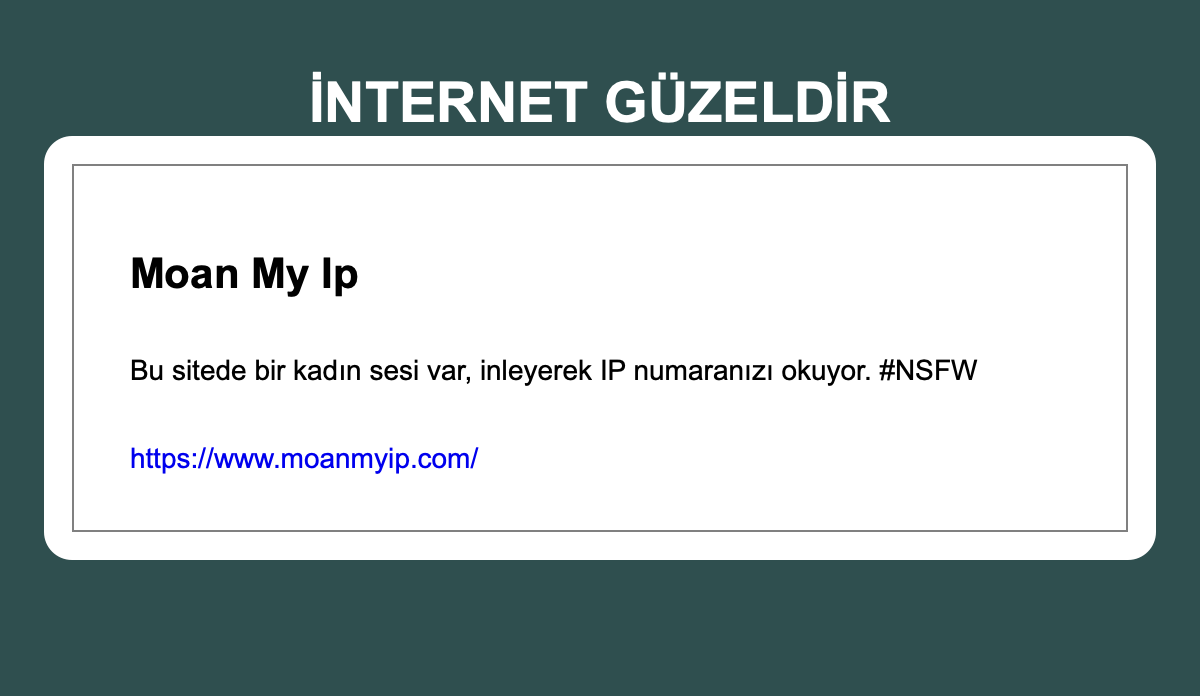 İNTERNET GÜZELDİR
Moan My Ip
Bu sitede bir kadın sesi var, inleyerek IP numaranızı okuyor. #NSFW
https://www.moanmyip.com/